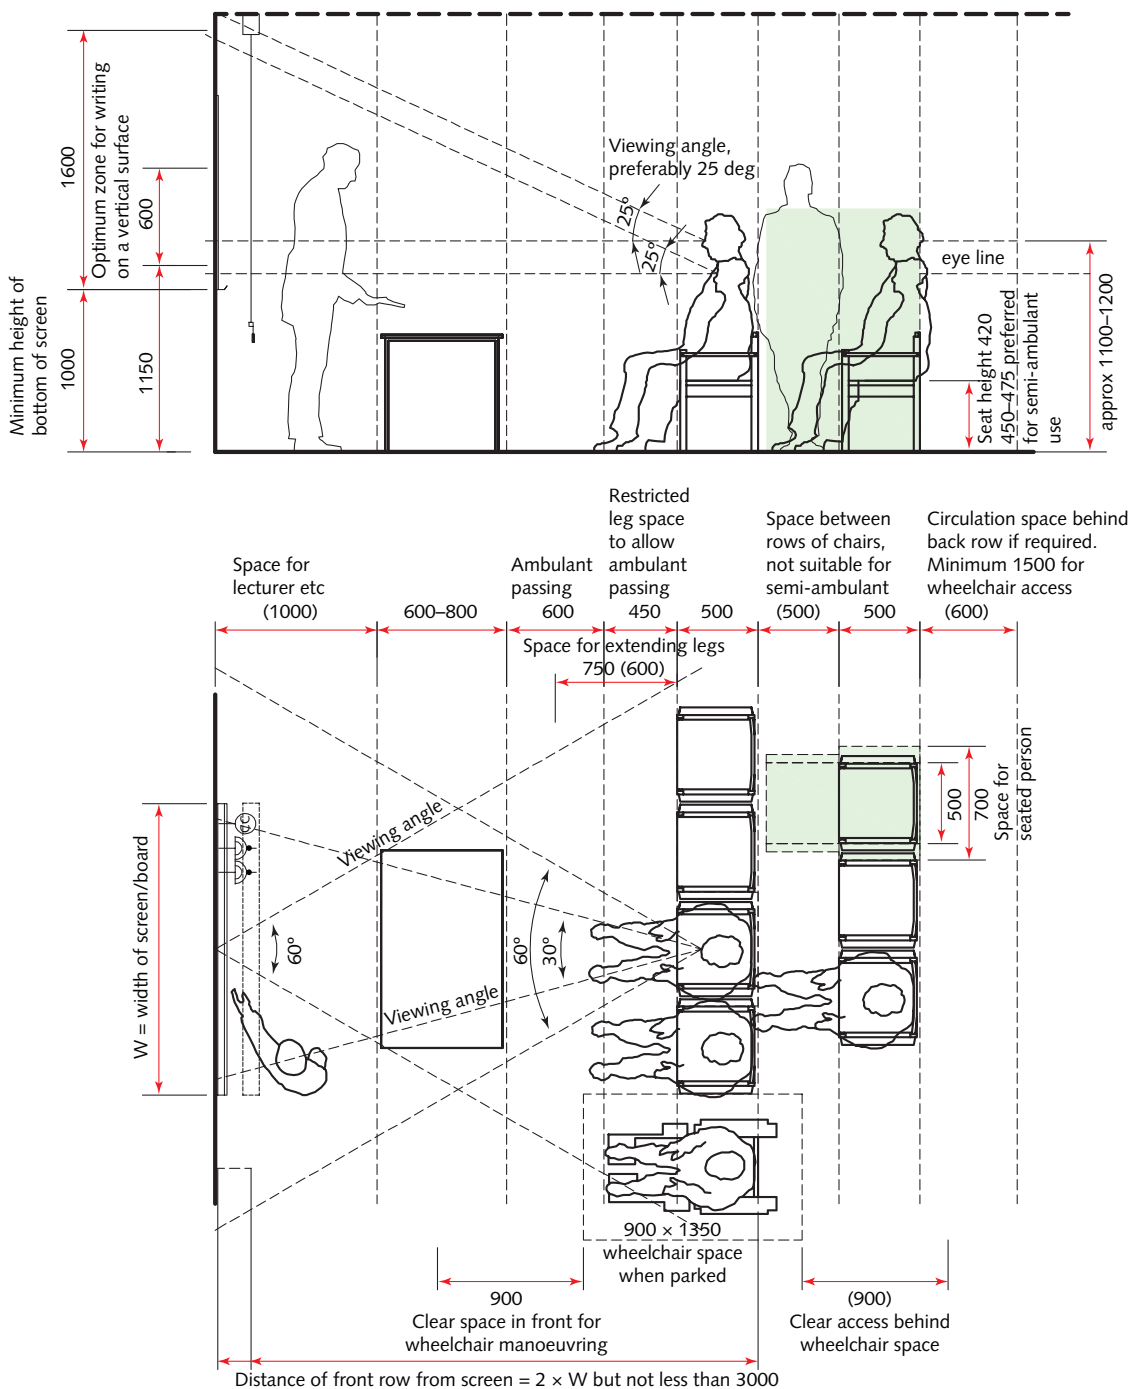 1600
Optimum zone for writing
on a vertical surface
600
Minimum height of
bottom of screen
1000
1150
Viewing angle,
preferably 25 deg
25°
25°
eye line
Seat height 420
450–475 preferred
for semi-ambulant
use
approx 1100–1200
Space for
lecturer etc
(1000)
600–800
Ambulant
passing
600
Restricted
leg space
to allow
ambulant
passing
450
500
Space between
rows of chairs,
not suitable for
semi-ambulant
(500)
500
Circulation space behind
back row if required.
Minimum 1500 for
wheelchair access
(600)
Space for extending legs
750 (600)
W = width of screen/board
Viewing angle
60°
60°
30°
Viewing angle
500
700
Space for
seated person
900 × 1350
wheelchair space
when parked
900
Clear space in front for
wheelchair manoeuvring
(900)
Clear access behind
wheelchair space
Distance of front row from screen = 2 × W but not less than 3000